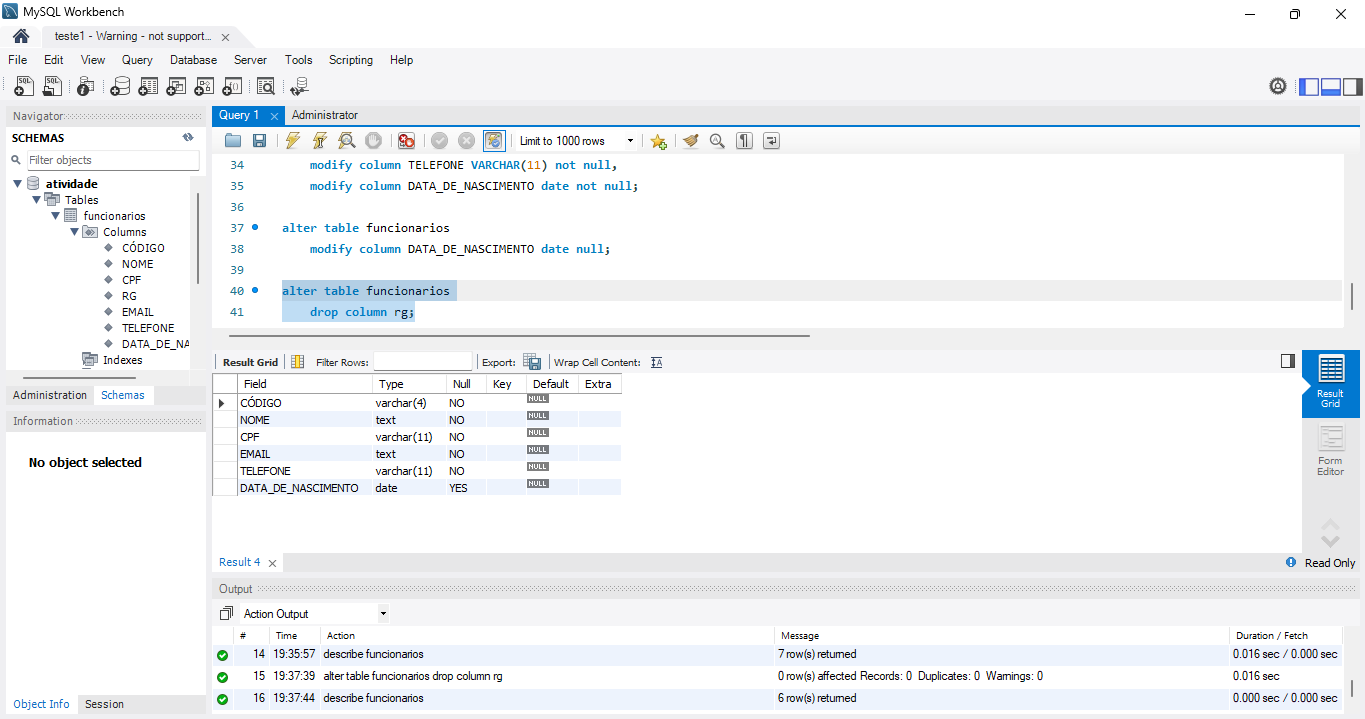 MySQL Workbench
teste1 - Warning - not support...
File Edit View Query Database Server Tools Scripting Help
Navigator
SCHEMAS
Filter objects
atividade
Tables
funcionarios
Columns
CÓDIGO
NOME
CPF
RG
EMAIL
TELEFONE
DATA_DE_NA
Indexes
Administration Schemas
Information
No object selected
Object Info Session
Query 1 Administrator
Limit to 1000 rows
34 modify column TELEFONE VARCHAR(11) not null,
35 modify column DATA_DE_NASCIMENTO date not null;
36
37 alter table funcionarios
38 modify column DATA_DE_NASCIMENTO date null;
39
40 alter table funcionarios
41 drop column rg;
Result Grid Filter Rows: Export: Wrap Cell Content:
Field Type Null Key Default Extra
CÓDIGO varchar(4) NO NULL
NOME text NO NULL
CPF varchar(11) NO NULL
EMAIL text NO NULL
TELEFONE varchar(11) NO NULL
DATA_DE_NASCIMENTO date YES NULL
Result
Grid
Form
Editor
Result 4
Read Only
Output
Action Output
# Time Action Message Duration / Fetch
14 19:35:57 describe funcionarios 7 row(s) returned 0.016 sec / 0.000 sec
15 19:37:39 alter table funcionarios drop column rg 0 row(s) affected Records: 0 Duplicates: 0 Warnings: 0 0.016 sec
16 19:37:44 describe funcionarios 6 row(s) returned 0.000 sec / 0.000 sec